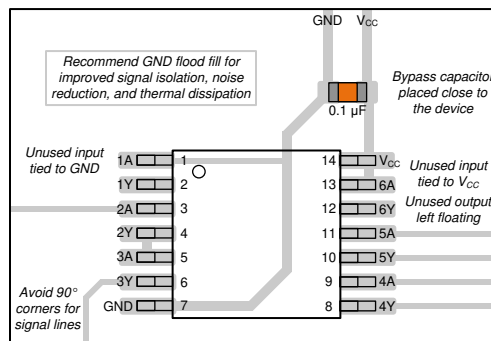 GND VCC
Recommend GND flood fill for
improved signal isolation, noise
reduction, and thermal dissipation
Bypass capacitor
placed close to
the device
0.1 µF
Unused input
tied to GND
1A 1 14 VCC
1Y 2 13 6A
2A 3 12 6Y
2Y 4 11 5A
3A 5 10 5Y
3Y 6 9 4A
GND 7 8 4Y
Unused input
tied to VCC
Unused output
left floating
Avoid 90°
corners for
signal lines